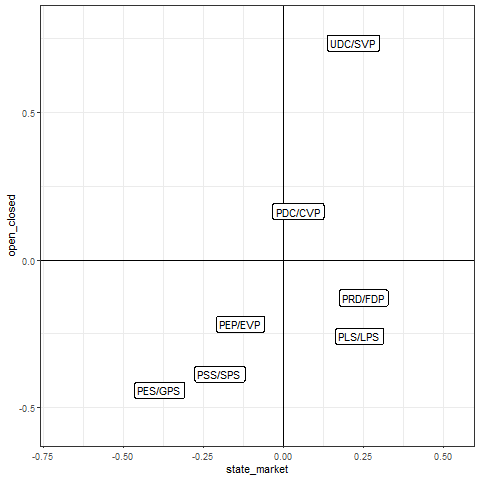 UDC/SVP
0.5
PDC/CVP
open_closed
0.0
PRD/FDP
PEP/EVP
PLS/LPS
PSS/SPS
PES/GPS
-0.5
-0.75 -0.50 -0.25 0.00 0.25 0.50
state_market